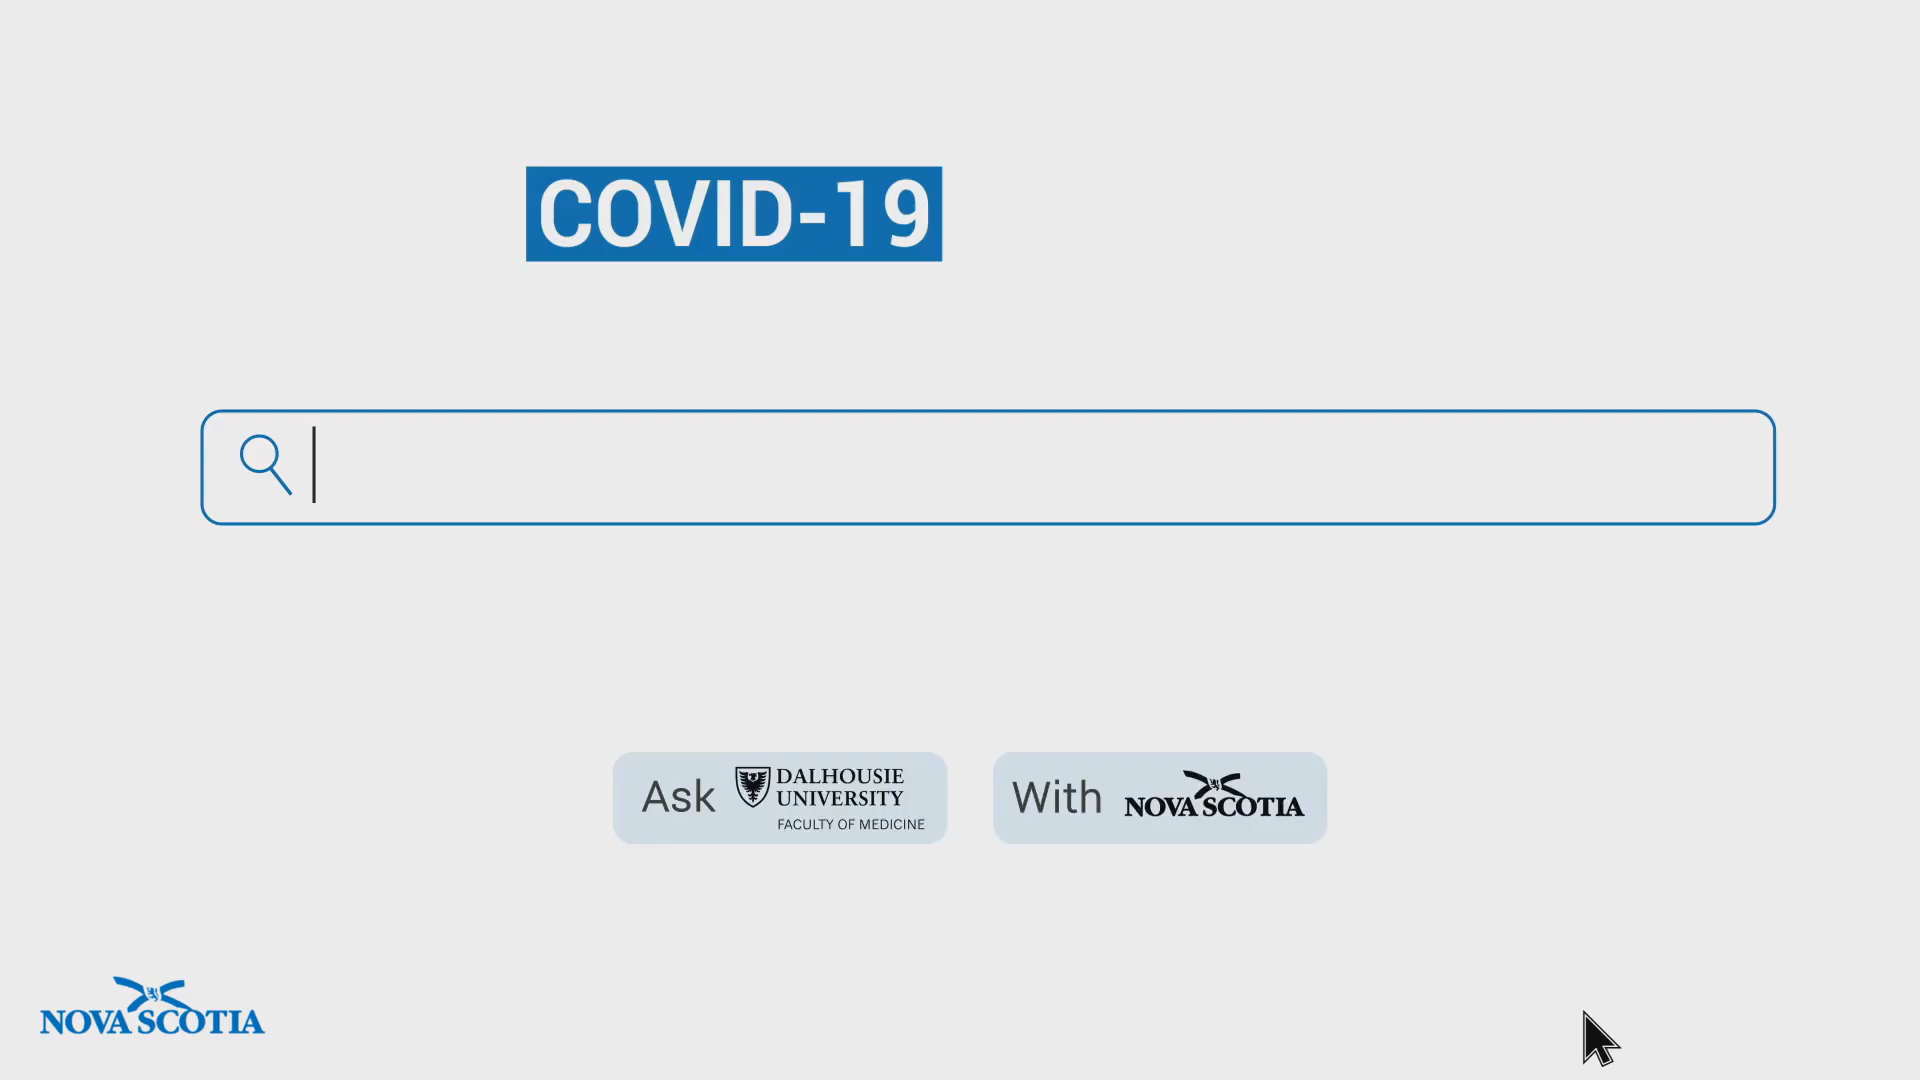 COVID-19
Ask
DALHOUSIE
UNIVERSITY
FACULTY OF MEDICINE
With
NOVA SCOTIA
NOVA SCOTIA